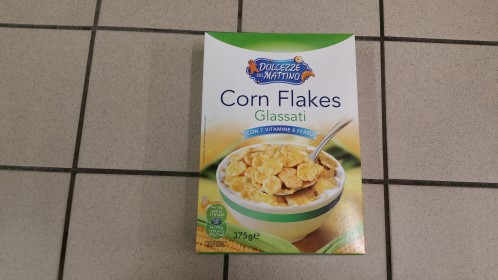 DOLCEZZE
DEL MATTINO
Corn Flakes
Glassati
CON 7 VITAMINE E FERRO
375g e